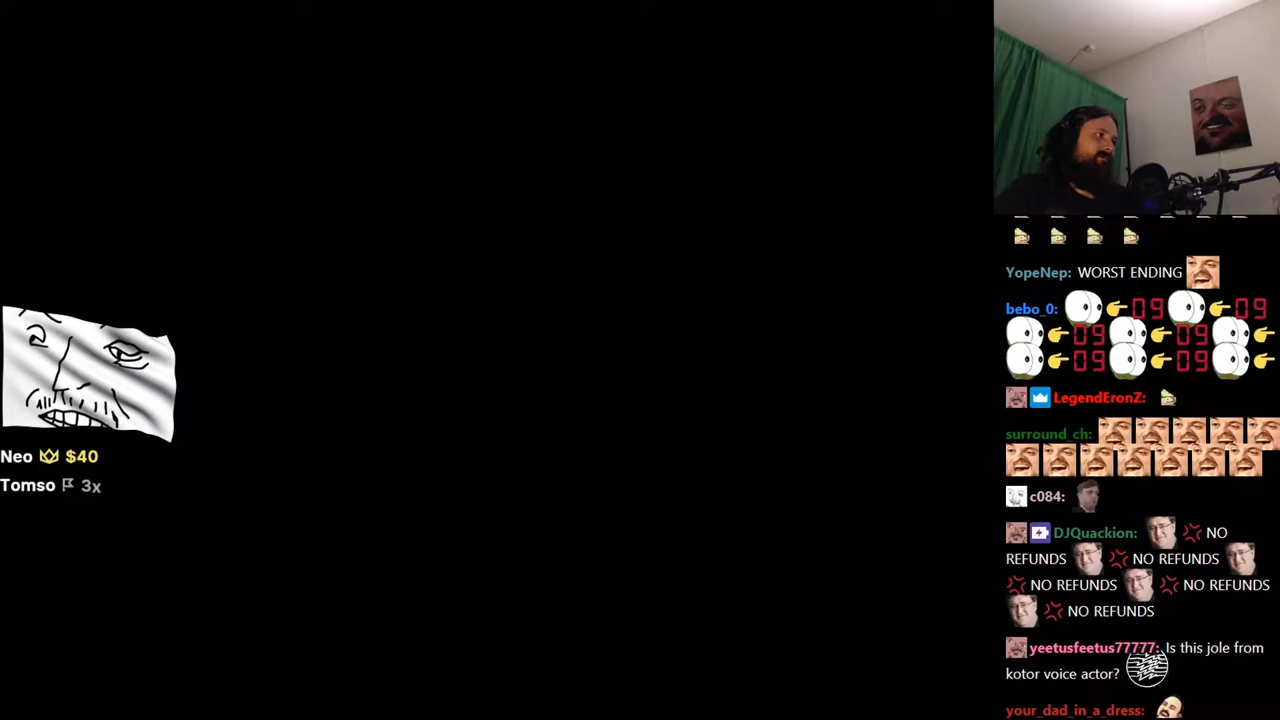 Neo $40
Tomso 3x
YopeNep: WORST ENDING
bebo_0: 09 09
09 09
09 09
LegendEronZ:
surround_ch:
c084:
DJQuackion: NO
REFUNDS NO REFUNDS
NO REFUNDS NO REFUNDS
NO REFUNDS
yeetusfeetus77777: Is this jole from
kotor voice actor?
your_dad_in_a_dress: